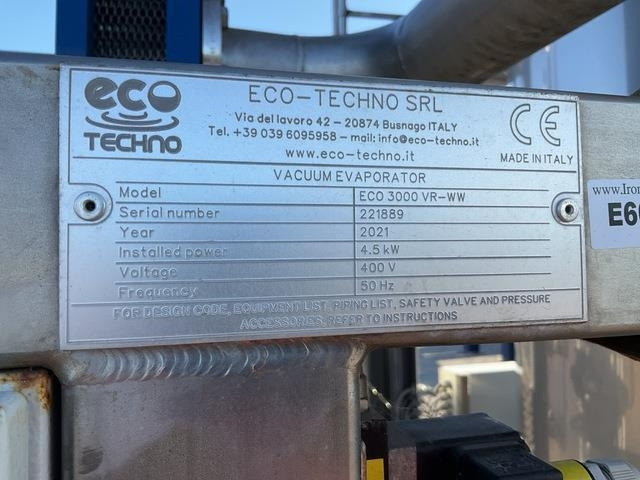 eco
TECHNO
ECO-TECHNO SRL
Via del lavoro 42 - 20874 Busnago ITALY
Tel. +39 039 6095958 - mail: info@eco-techno.it
www.eco-techno.it
CE
MADE IN ITALY
VACUUM EVAPORATOR
Model ECO 3000 VR-WW
Serial number 221889
Year 2021
Installed power 4.5 kW
Voltage 400 V
Frequency 50 Hz
FOR DESIGN CODE, EQUIPMENT LIST, PIPING LIST, SAFETY VALVE AND PRESSURE
ACCESSORIES, REFER TO INSTRUCTIONS